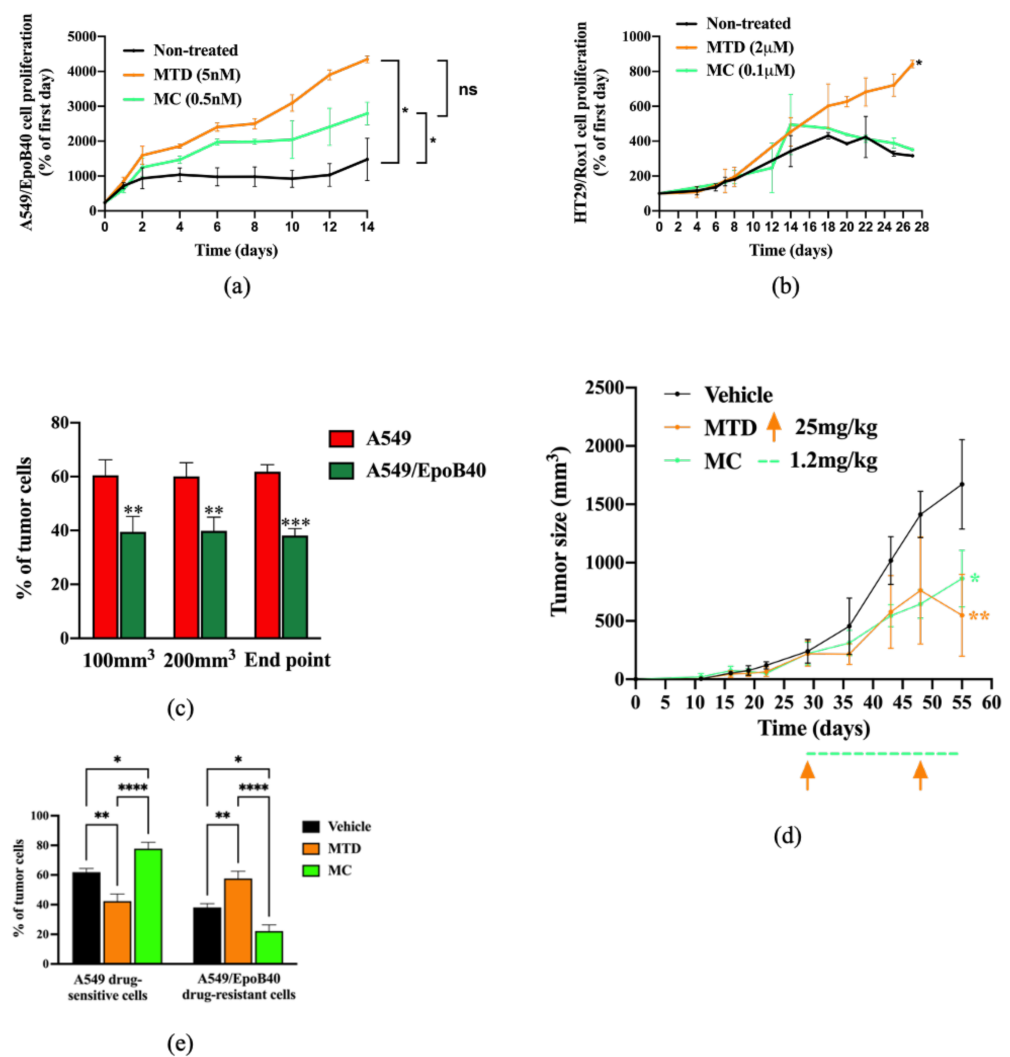 A549/EpoB40 cell proliferation
(% of first day)
5000
4000
3000
2000
1000
0
Non-treated
MTD (5nM)
MC (0.5nM)
*
*
ns
0 2 4 6 8 10 12 14
Time (days)
(a)
HT29/Rox1 cell proliferation
(% of first day)
1000
800
600
400
200
0
Non-treated
MTD (2μM)
MC (0.1μM)
*
0 2 4 6 8 10 12 14 16 18 20 22 24 26 28
Time (days)
(b)
% of tumor cells
80
60
40
20
0
A549
A549/EpoB40
** ** ***
100mm³ 200mm³ End point
(c)
Tumor size (mm³)
2500
2000
1500
1000
500
0
Vehicle
MTD 25mg/kg
MC 1.2mg/kg
*
**
0 5 10 15 20 25 30 35 40 45 50 55 60
Time (days)
(d)
% of tumor cells
100
80
60
40
20
0
* *
**** ****
** **
Vehicle
MTD
MC
A549 drug-
sensitive cells
A549/EpoB40
drug-resistant cells
(e)